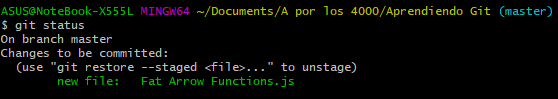 ASUS@NoteBook-X555L MINGW64 ~/Documents/A por los 4000/Aprendiendo Git (master)
$ git status
On branch master
Changes to be committed:
  (use "git restore --staged <file>..." to unstage)
        new file:   Fat Arrow Functions.js